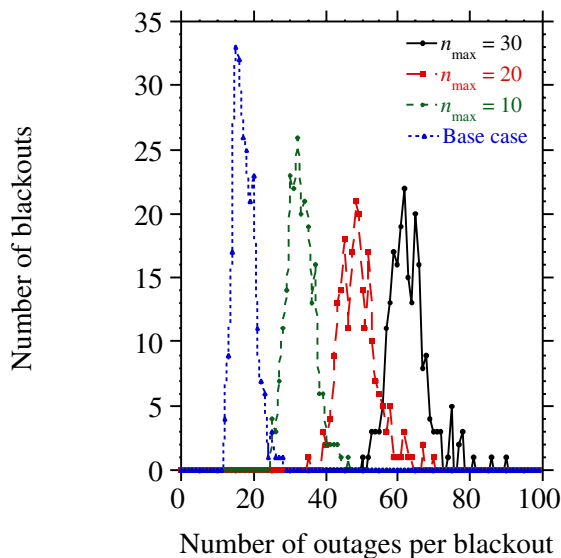 35
30
25
20
15
10
5
0
Number of blackouts
n_max = 30
n_max = 20
n_max = 10
Base case
0 20 40 60 80 100
Number of outages per blackout